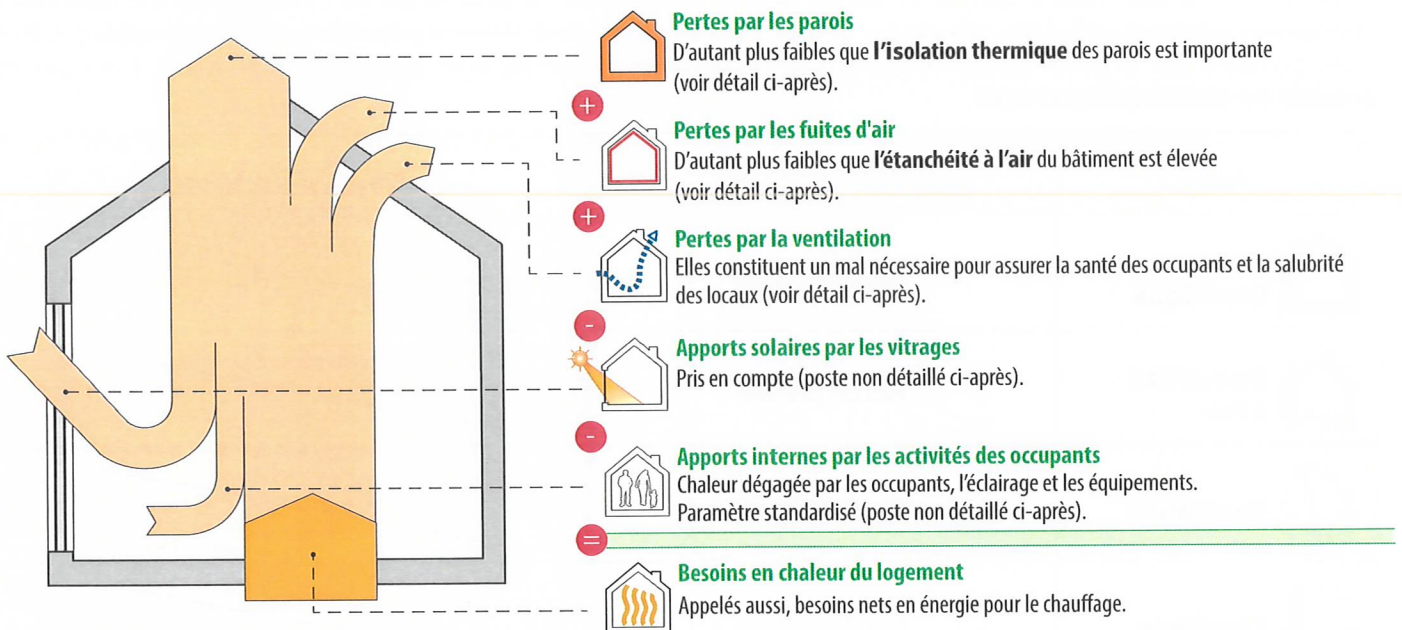 Pertes par les parois
D'autant plus faibles que l'isolation thermique des parois est importante
(voir détail ci-après).
+
Pertes par les fuites d'air
D'autant plus faibles que l'étanchéité à l'air du bâtiment est élevée
(voir détail ci-après).
+
Pertes par la ventilation
Elles constituent un mal nécessaire pour assurer la santé des occupants et la salubrité
des locaux (voir détail ci-après).
-
Apports solaires par les vitrages
Pris en compte (poste non détaillé ci-après).
-
Apports internes par les activités des occupants
Chaleur dégagée par les occupants, l'éclairage et les équipements.
Paramètre standardisé (poste non détaillé ci-après).
=
Besoins en chaleur du logement
Appelés aussi, besoins nets en énergie pour le chauffage.